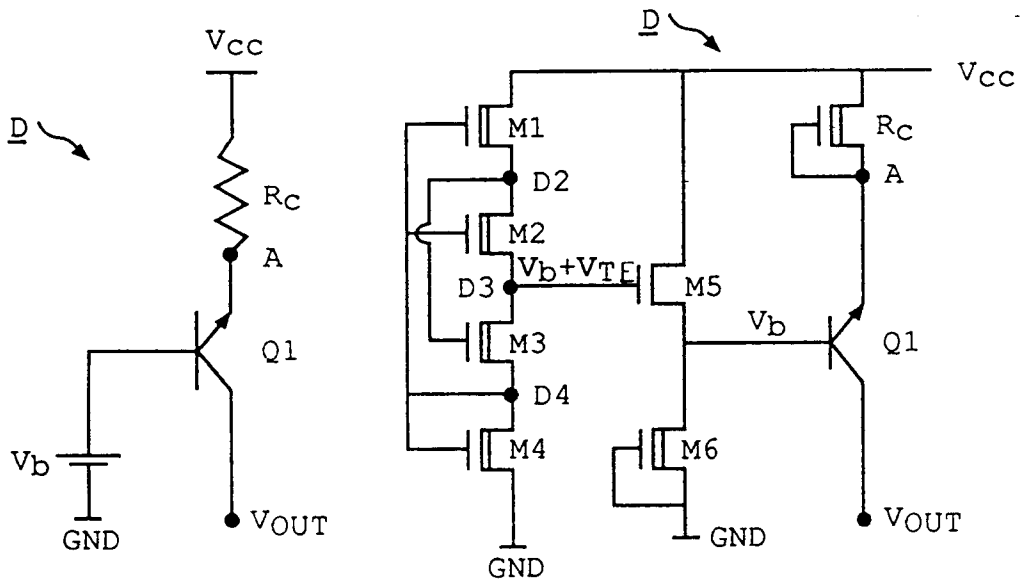 D
VCC
RC
A
Q1
Vb
GND
VOUT
D
VCC
M1
RC
D2
A
M2
Vb+VTE
D3
M5
M3
Vb
Q1
D4
M4
M6
GND
GND
VOUT